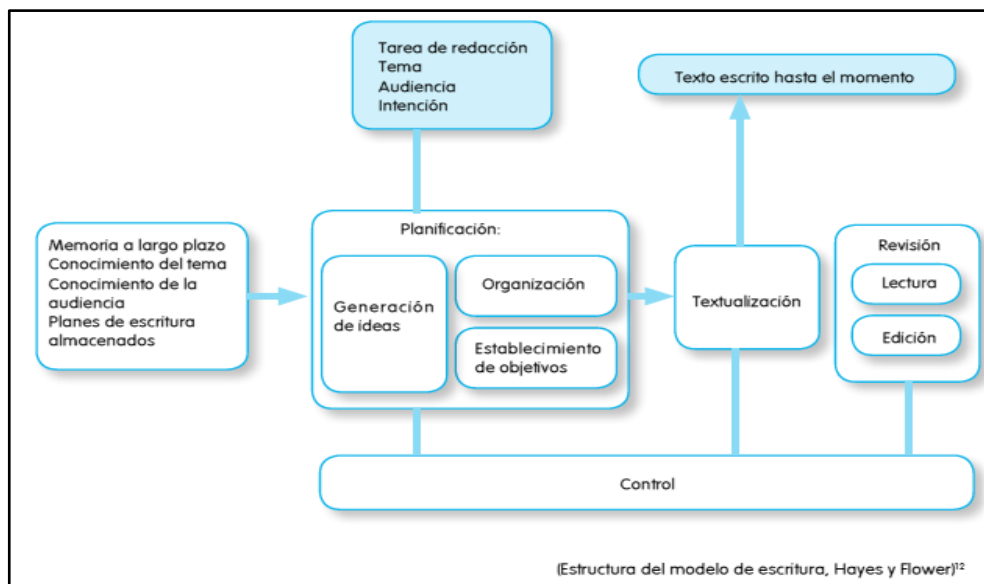 Tarea de redacción
Tema
Audiencia
Intención
Texto escrito hasta el momento
Memoria a largo plazo
Conocimiento del tema
Conocimiento de la
audiencia
Planes de escritura
almacenados
Planificación:
Generación
de ideas
Organización
Establecimiento
de objetivos
Textualización
Revisión
Lectura
Edición
Control
(Estructura del modelo de escritura, Hayes y Flower)¹²